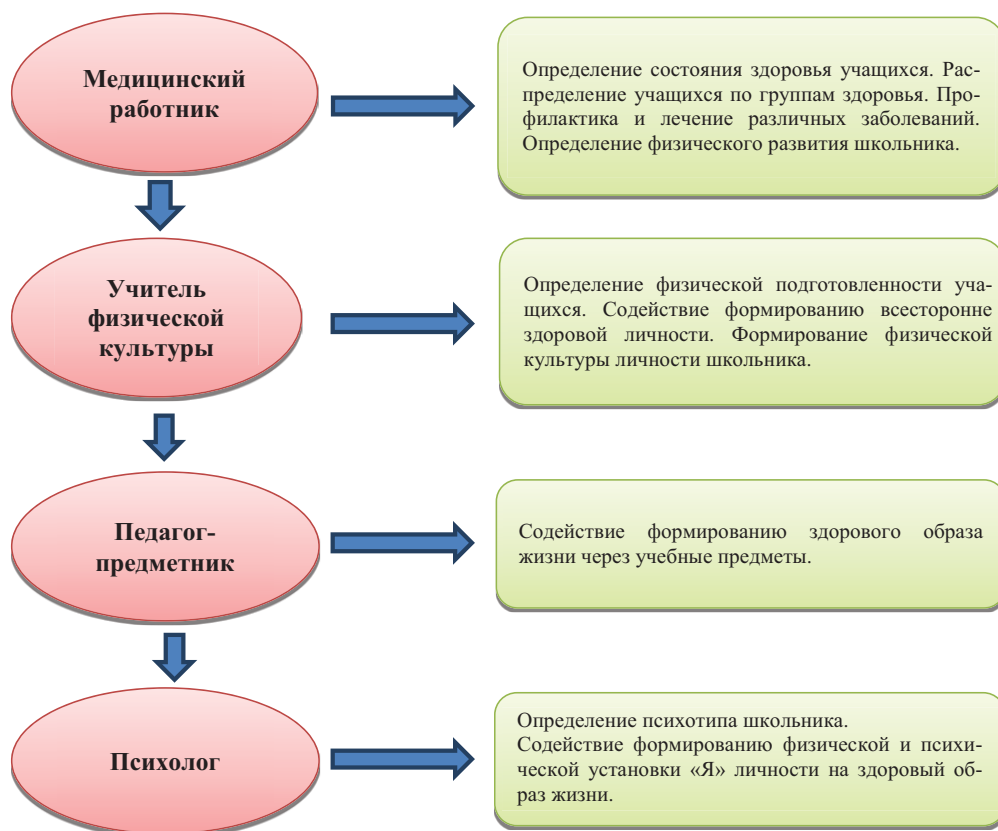 Медицинский
работник
Определение состояния здоровья учащихся. Рас-
пределение учащихся по группам здоровья. Про-
филактика и лечение различных заболеваний.
Определение физического развития школьника.
Учитель
физической
культуры
Определение физической подготовленности уча-
щихся. Содействие формированию всесторонне
здоровой личности. Формирование физической
культуры личности школьника.
Педагог-
предметник
Содействие формированию здорового образа
жизни через учебные предметы.
Психолог
Определение психотипа школьника.
Содействие формированию физической и психи-
ческой установки «Я» личности на здоровый об-
раз жизни.